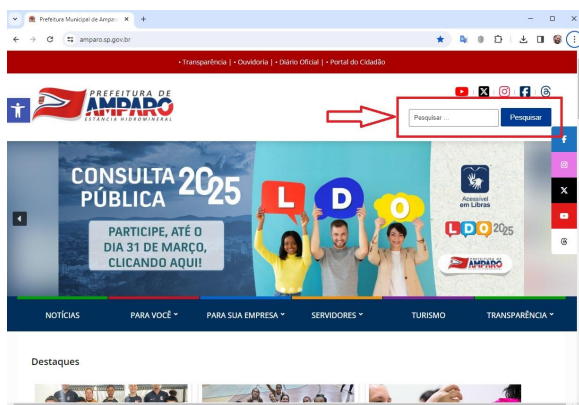 Prefeitura Municipal de Ampar
amparo.sp.gov.br
• Transparência | • Ouvidoria | • Diário Oficial | • Portal do Cidadão
PREFEITURA DE
AMPARO
ESTÂNCIA HIDROMINERAL
Pesquisar ...
Pesquisar
CONSULTA 2025
PÚBLICA
PARTICIPE, ATÉ O
DIA 31 DE MARÇO,
CLICANDO AQUI!
L D O
Acessível
em Libras
LDO 2025
AMPARO
NOTÍCIAS PARA VOCÊ PARA SUA EMPRESA SERVIDORES TURISMO TRANSPARÊNCIA
Destaques